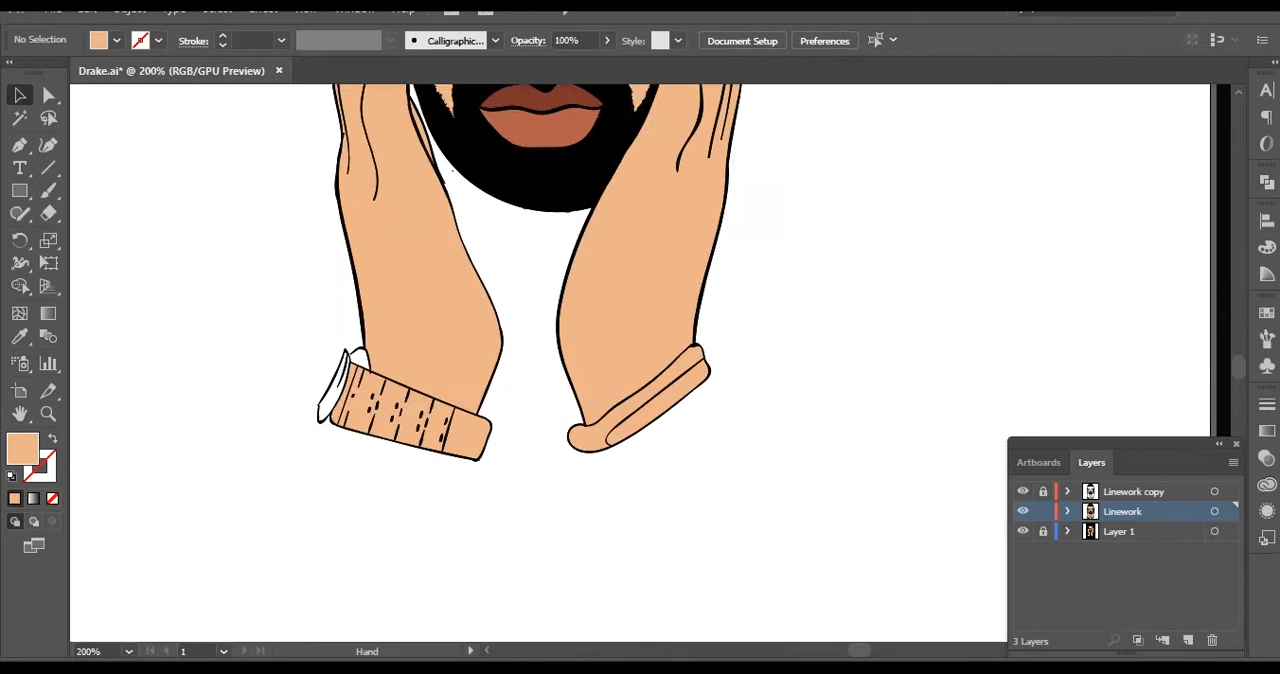 No Selection Stroke: Calligraphic... Opacity: 100% Style: Document Setup Preferences
Drake.ai* @ 200% (RGB/GPU Preview)
Artboards Layers
Linework copy
Linework
Layer 1
3 Layers
200% 1 Hand